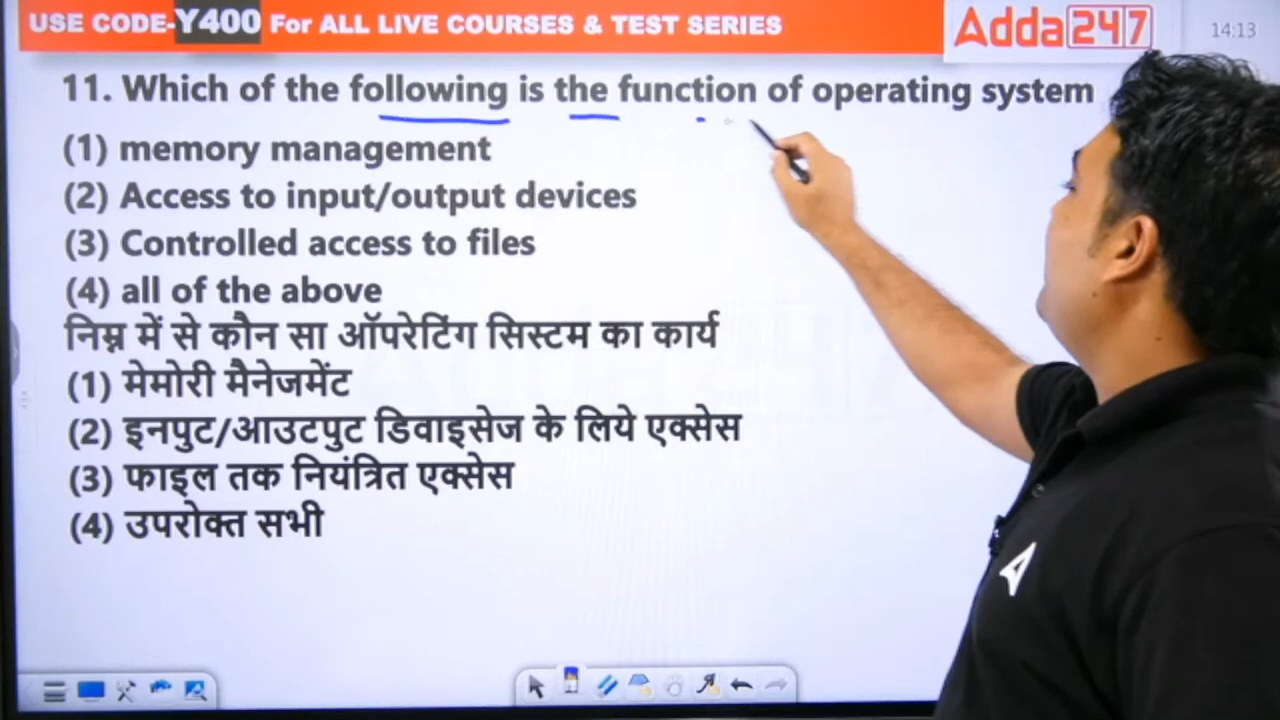 USE CODE-Y400 For ALL LIVE COURSES & TEST SERIES
Adda247
14:13
11. Which of the following is the function of operating system
(1) memory management
(2) Access to input/output devices
(3) Controlled access to files
(4) all of the above
निम्न में से कौन सा ऑपरेटिंग सिस्टम का कार्य
(1) मेमोरी मैनेजमेंट
(2) इनपुट/आउटपुट डिवाइसेज के लिये एक्सेस
(3) फाइल तक नियंत्रित एक्सेस
(4) उपरोक्त सभी